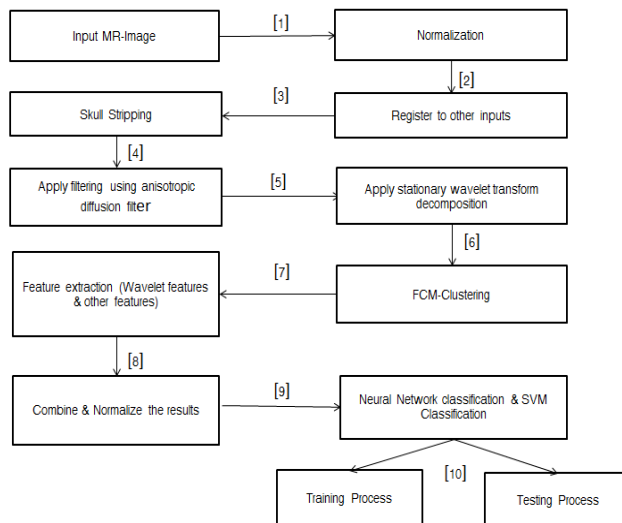 Input MR-Image
[1]
Normalization
[2]
Register to other inputs
[3]
Skull Stripping
[4]
Apply filtering using anisotropic
diffusion filter
[5]
Apply stationary wavelet transform
decomposition
[6]
FCM-Clustering
[7]
Feature extraction (Wavelet features
& other features)
[8]
Combine & Normalize the results
[9]
Neural Network classification & SVM
Classification
[10]
Training Process
Testing Process